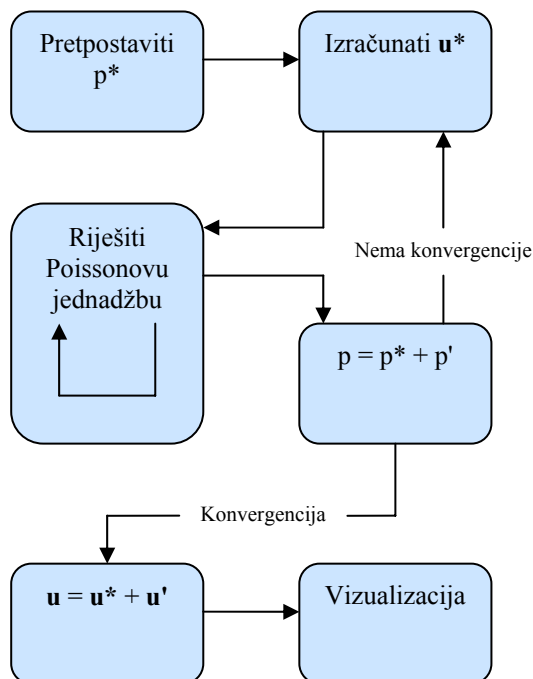 Pretpostaviti
p*
Izračunati u*
Riješiti
Poissonovu
jednadžbu
Nema konvergencije
p = p* + p'
Konvergencija
u = u* + u'
Vizualizacija